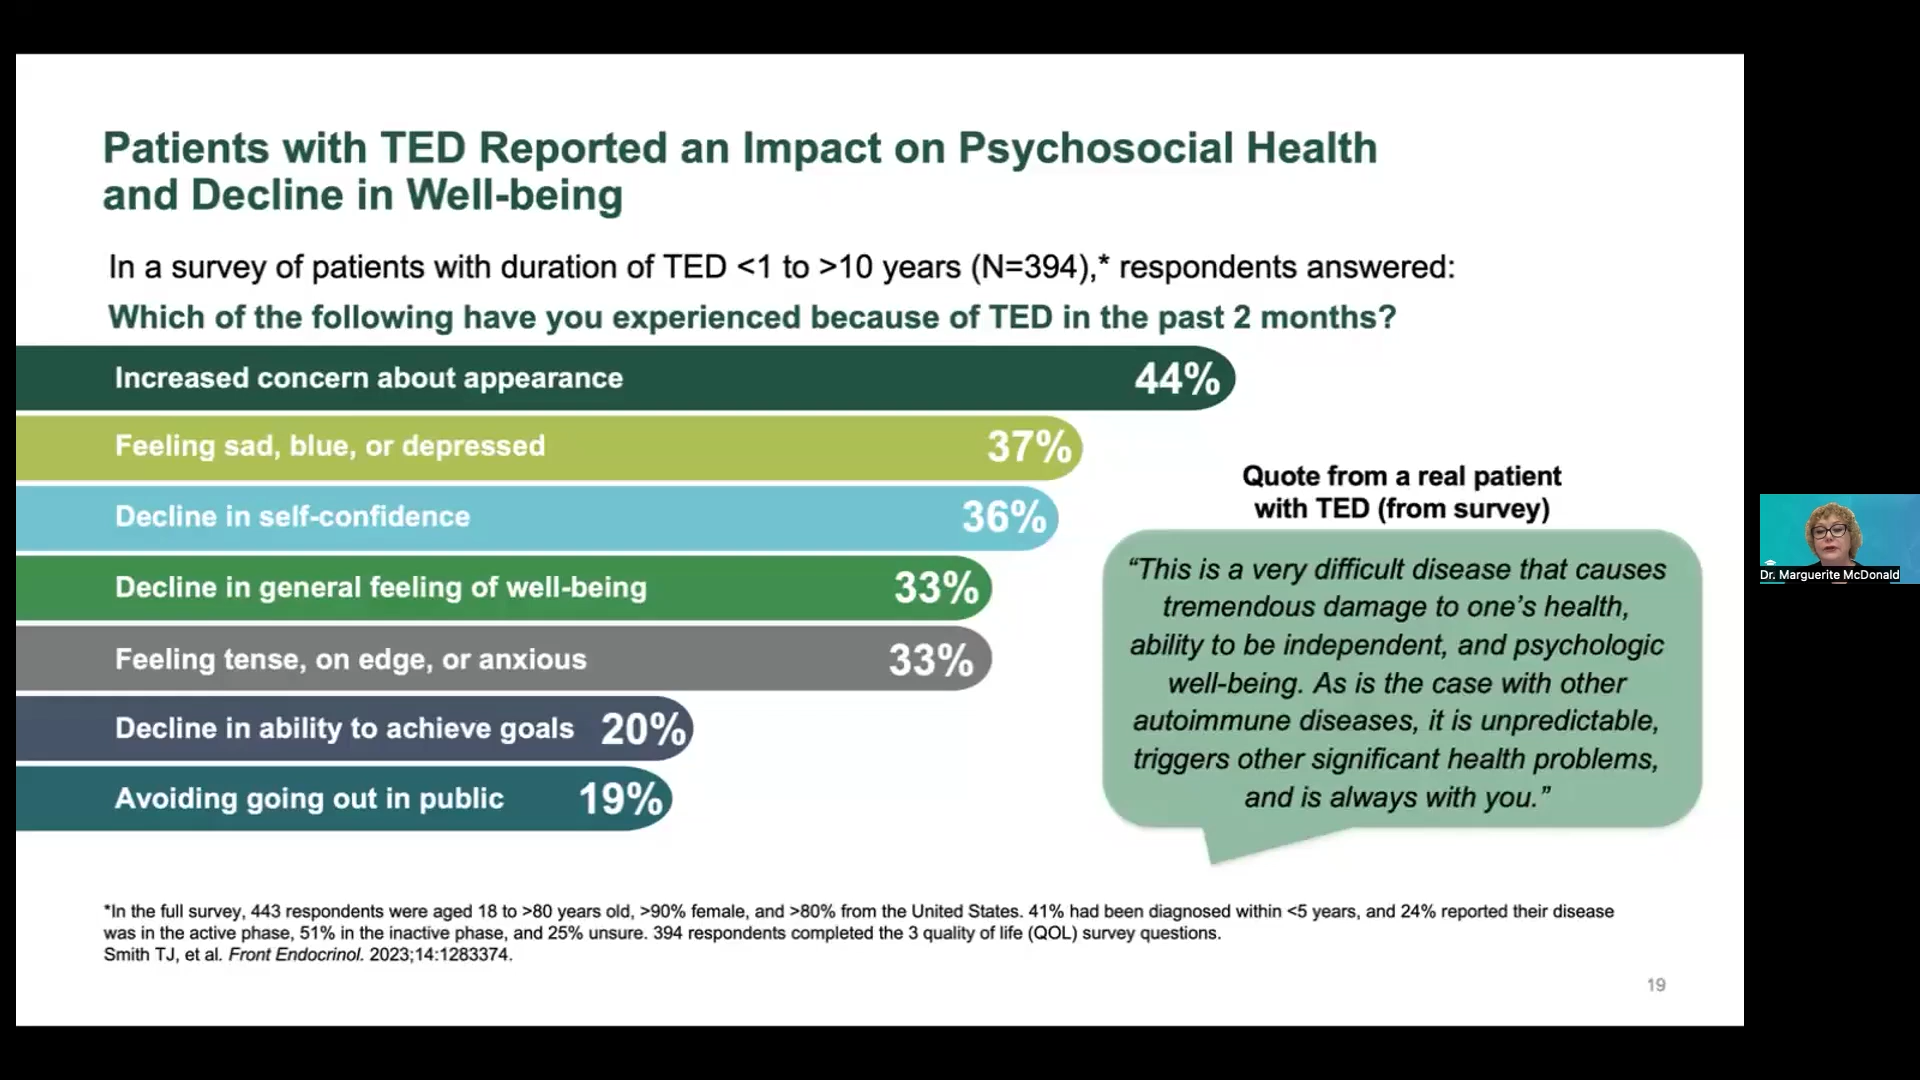 Patients with TED Reported an Impact on Psychosocial Health
and Decline in Well-being
In a survey of patients with duration of TED <1 to >10 years (N=394),* respondents answered:
Which of the following have you experienced because of TED in the past 2 months?
Increased concern about appearance 44%
Feeling sad, blue, or depressed 37%
Decline in self-confidence 36%
Decline in general feeling of well-being 33%
Feeling tense, on edge, or anxious 33%
Decline in ability to achieve goals 20%
Avoiding going out in public 19%
Quote from a real patient
with TED (from survey)
“This is a very difficult disease that causes
tremendous damage to one’s health,
ability to be independent, and psychologic
well-being. As is the case with other
autoimmune diseases, it is unpredictable,
triggers other significant health problems,
and is always with you.”
*In the full survey, 443 respondents were aged 18 to >80 years old, >90% female, and >80% from the United States. 41% had been diagnosed within <5 years, and 24% reported their disease
was in the active phase, 51% in the inactive phase, and 25% unsure. 394 respondents completed the 3 quality of life (QOL) survey questions.
Smith TJ, et al. Front Endocrinol. 2023;14:1283374.
19
Dr. Marguerite McDonald